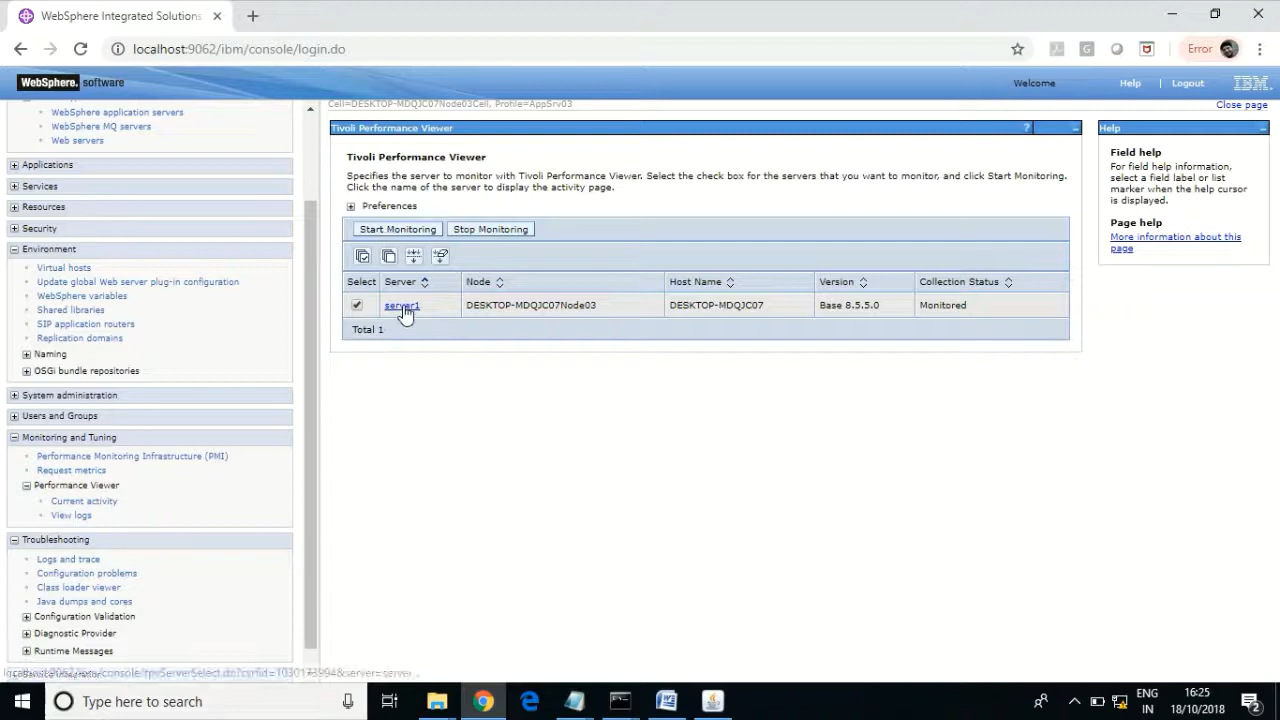 WebSphere Integrated Solutions
localhost:9062/ibm/console/login.do
Error
WebSphere. software
Welcome
Help
Logout
IBM
Cell=DESKTOP-MDQJC07Node03Cell, Profile=AppSrv03
Close page
WebSphere application servers
WebSphere MQ servers
Web servers
Applications
Services
Resources
Security
Environment
Virtual hosts
Update global Web server plug-in configuration
WebSphere variables
Shared libraries
SIP application routers
Replication domains
Naming
OSGi bundle repositories
System administration
Users and Groups
Monitoring and Tuning
Performance Monitoring Infrastructure (PMI)
Request metrics
Performance Viewer
Current activity
View logs
Troubleshooting
Logs and trace
Configuration problems
Class loader viewer
Java dumps and cores
Configuration Validation
Diagnostic Provider
Runtime Messages
Tivoli Performance Viewer
?
Tivoli Performance Viewer
Specifies the server to monitor with Tivoli Performance Viewer. Select the check box for the servers that you want to monitor, and click Start Monitoring.
Click the name of the server to display the activity page.
Preferences
Start Monitoring
Stop Monitoring
Select Server Node Host Name Version Collection Status
server1 DESKTOP-MDQJC07Node03 DESKTOP-MDQJC07 Base 8.5.5.0 Monitored
Total 1
Help
Field help
For field help information,
select a field label or list
marker when the help cursor
is displayed.
Page help
More information about this
page
Type here to search
ENG
IN
16:25
18/10/2018
2